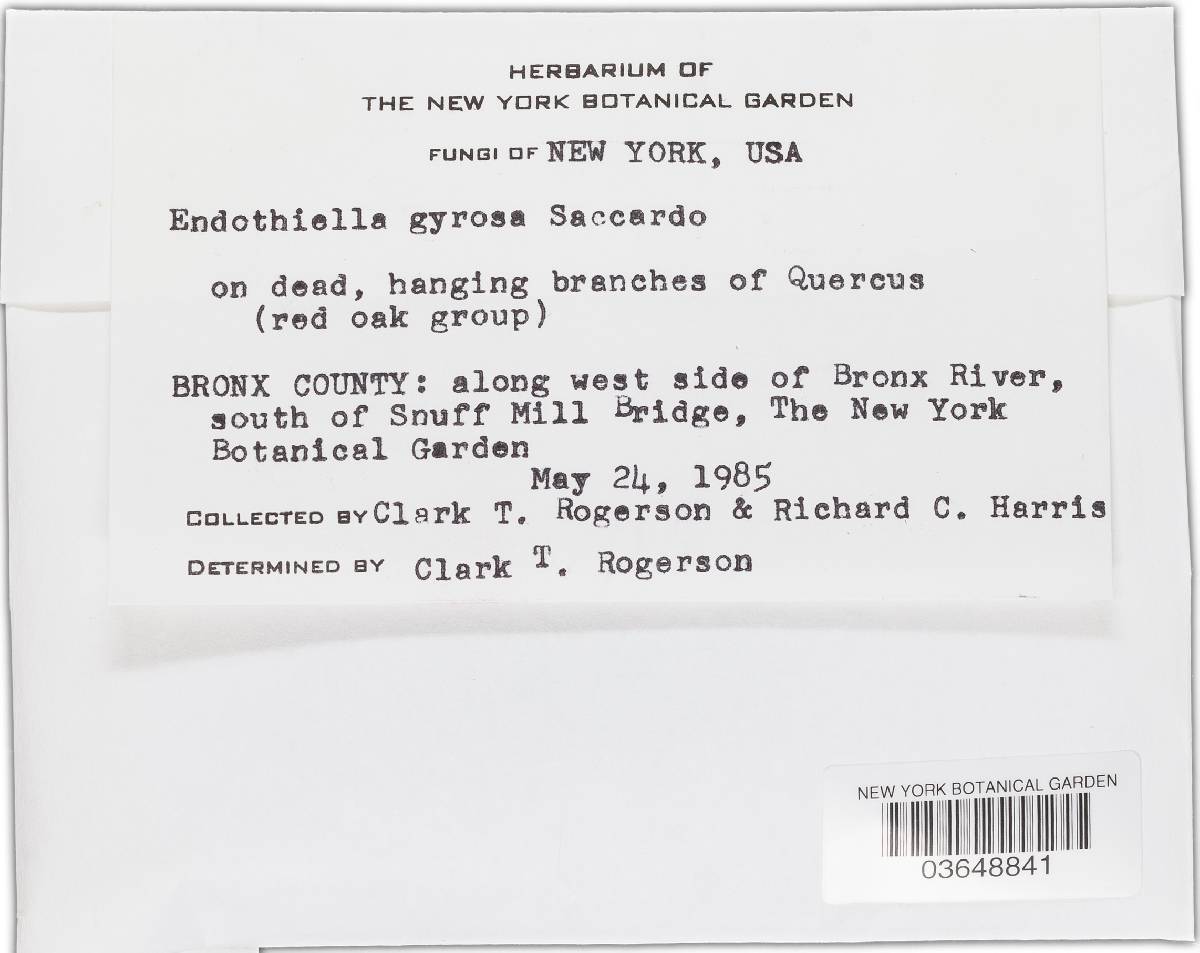 HERBARIUM OF
THE NEW YORK BOTANICAL GARDEN
FUNGI OF NEW YORK, USA
Endothiella gyrosa Saccardo
on dead, hanging branches of Quercus
(red oak group)
BRONX COUNTY: along west side of Bronx River,
south of Snuff Mill Bridge, The New York
Botanical Garden
May 24, 1985
COLLECTED BY Clark T. Rogerson & Richard C. Harris
DETERMINED BY Clark T. Rogerson
NEW YORK BOTANICAL GARDEN
03648841